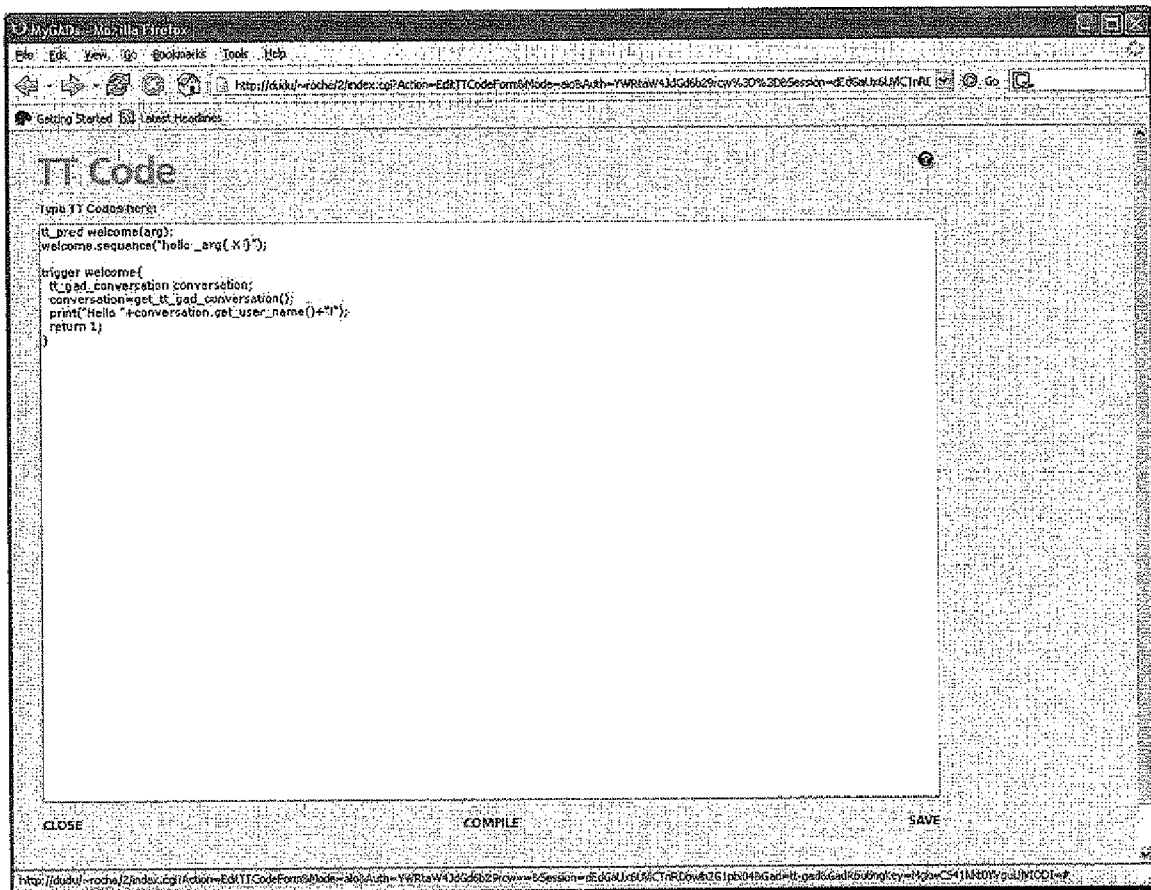 MyGADs - Mozilla Firefox
File Edit View Go Bookmarks Tools Help
Go
Getting Started Latest Headlines
TT Code
Type TT Codes here:
tt_pred welcome(arg);
welcome.sequence("hello _arg{ X }");
trigger welcome{
tt_gad_conversation conversation;
conversation=get_tt_gad_conversation();
print("Hello "+conversation.get_user_name()+"!");
return 1;
}
CLOSE COMPILE SAVE